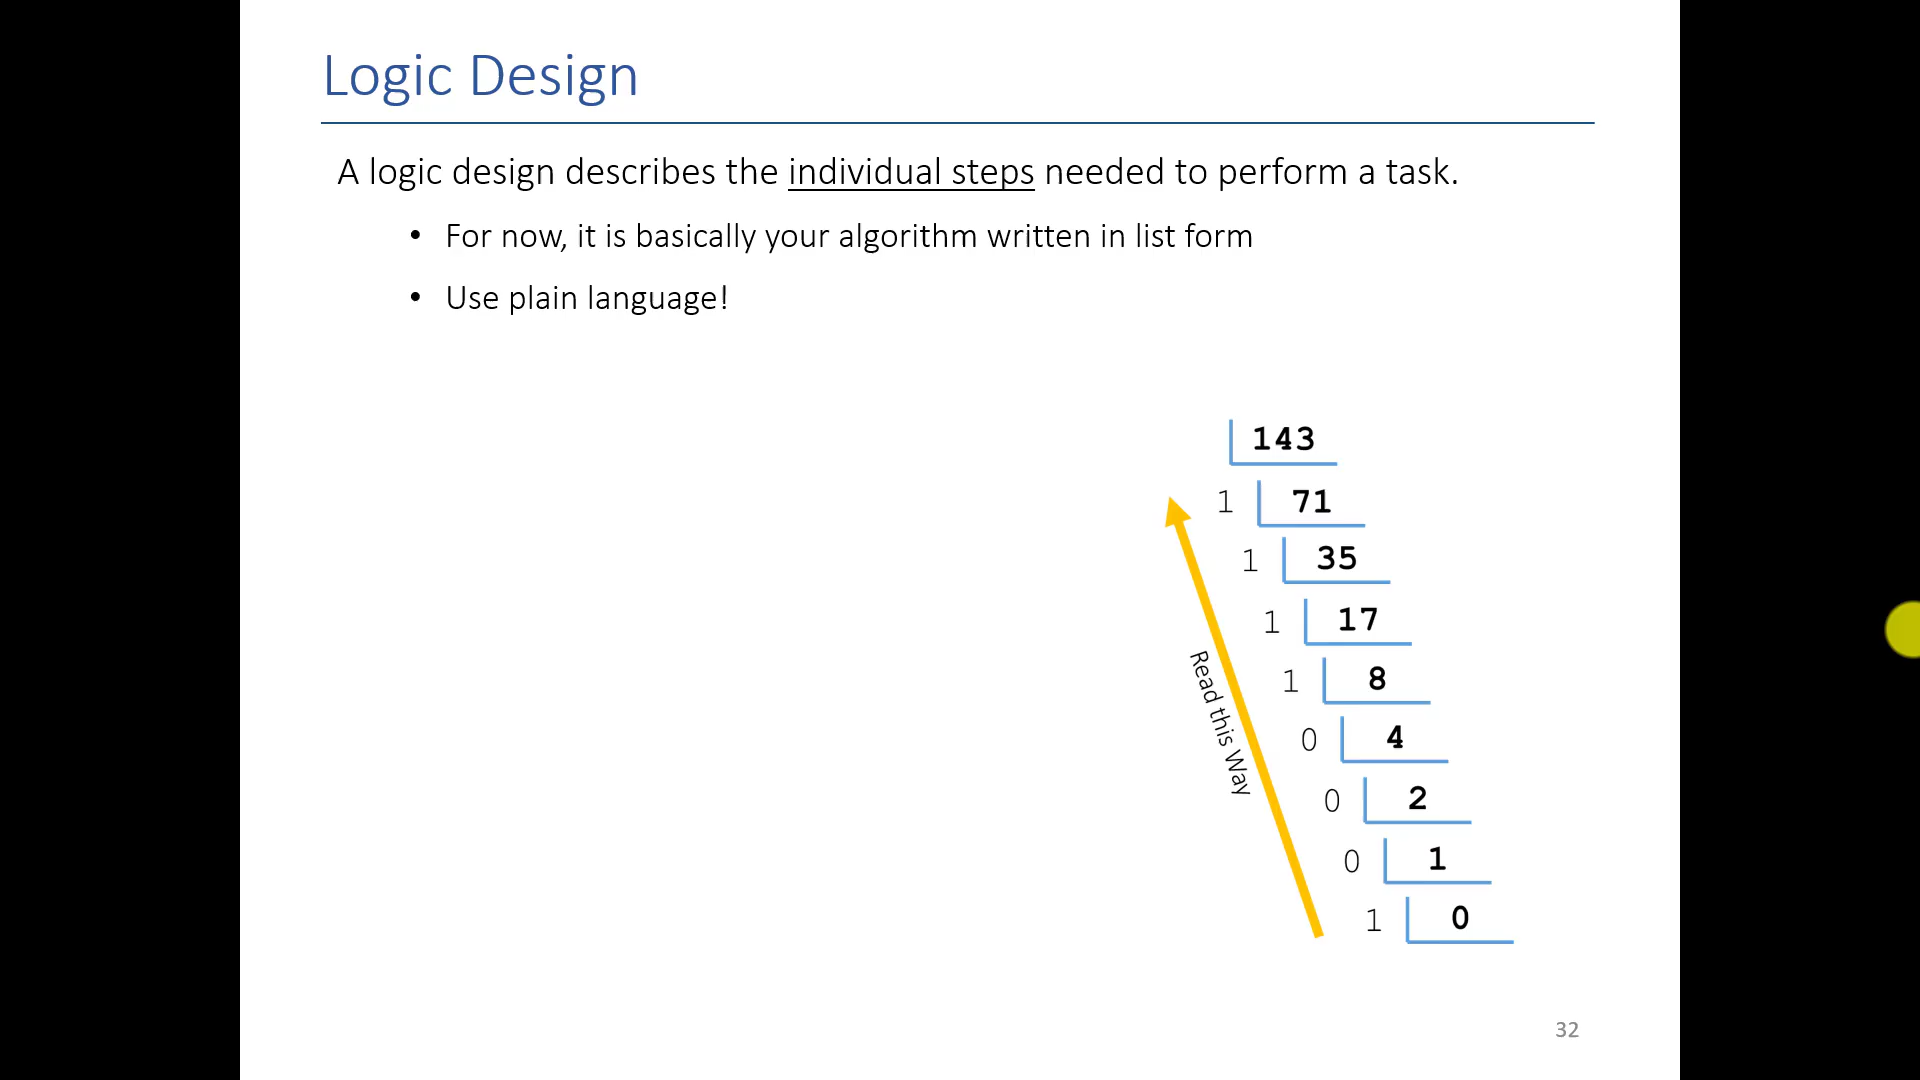 Logic Design
A logic design describes the individual steps needed to perform a task.
• For now, it is basically your algorithm written in list form
• Use plain language!
143
1 71
1 35
1 17
1 8
0 4
0 2
0 1
1 0
Read this Way
32